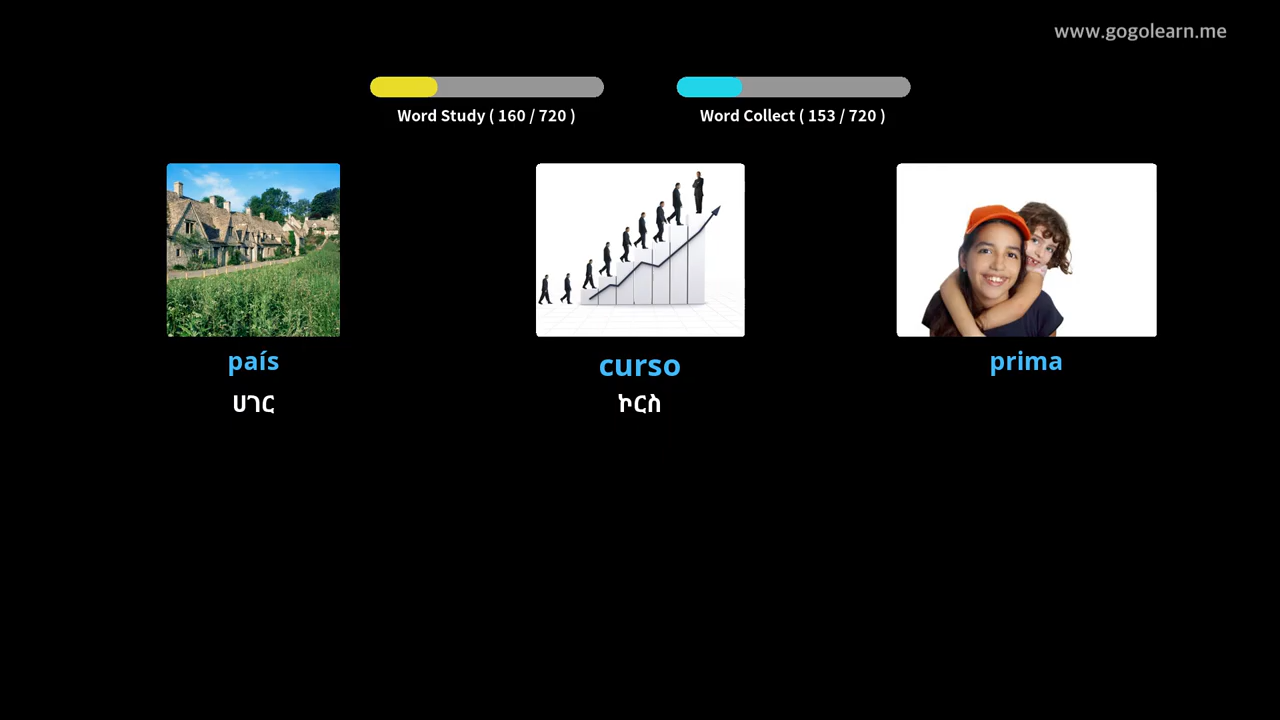 www.gogolearn.me
Word Study ( 160 / 720 )
Word Collect ( 153 / 720 )
país
curso
prima
ሀገር
ኮርስ